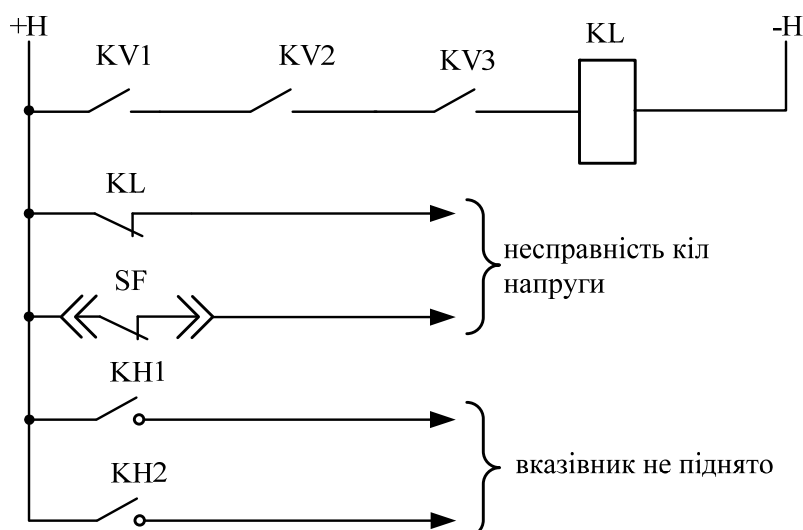 +Н
-Н
KV1
KV2
KV3
KL
KL
несправність кіл
напруги
SF
KH1
вказівник не піднято
KH2